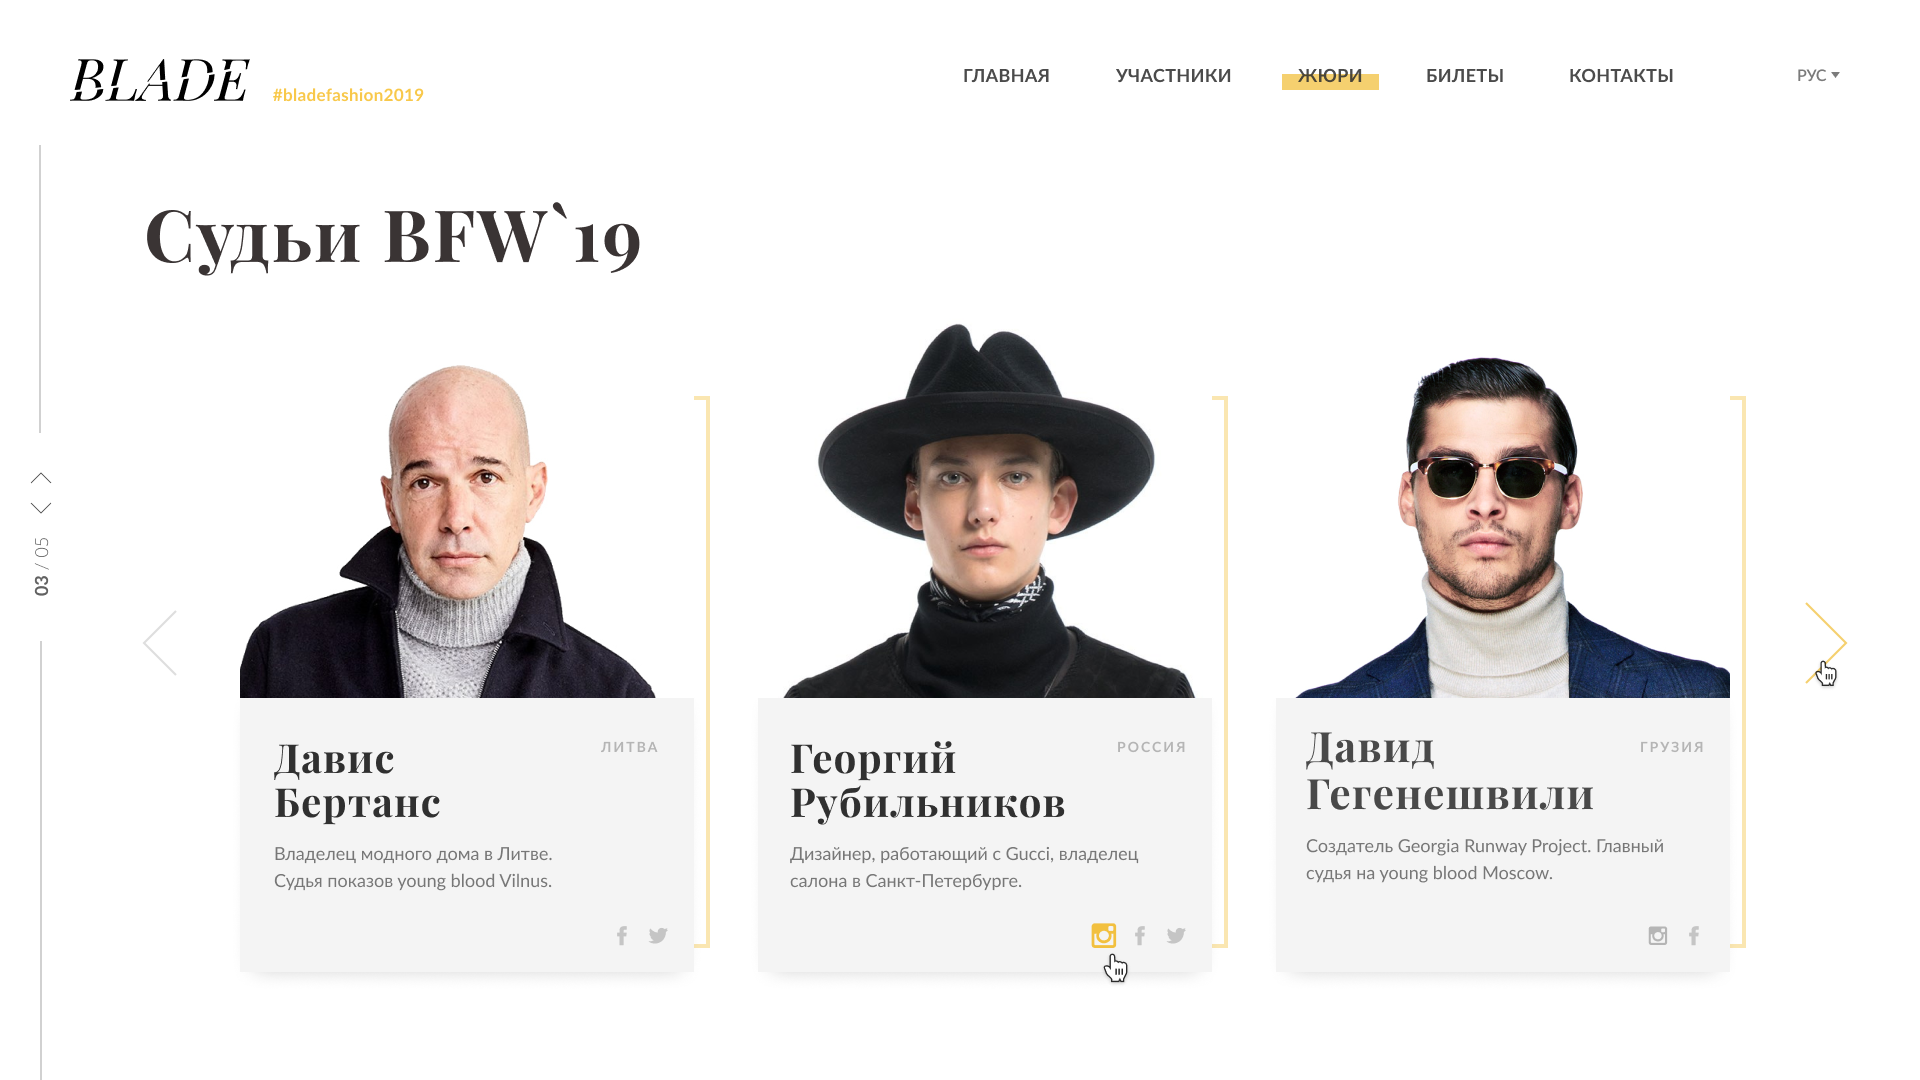 BLADE
#bladefashion2019
ГЛАВНАЯ
УЧАСТНИКИ
ЖЮРИ
БИЛЕТЫ
КОНТАКТЫ
РУС
Судьи BFW`19
03 / 05
Давис
Бертанс
ЛИТВА
Владелец модного дома в Литве.
Судья показов young blood Vilnus.
Георгий
Рубильников
РОССИЯ
Дизайнер, работающий с Gucci, владелец
салона в Санкт-Петербурге.
Давид
Гегенешвили
ГРУЗИЯ
Создатель Georgia Runway Project. Главный
судья на young blood Moscow.